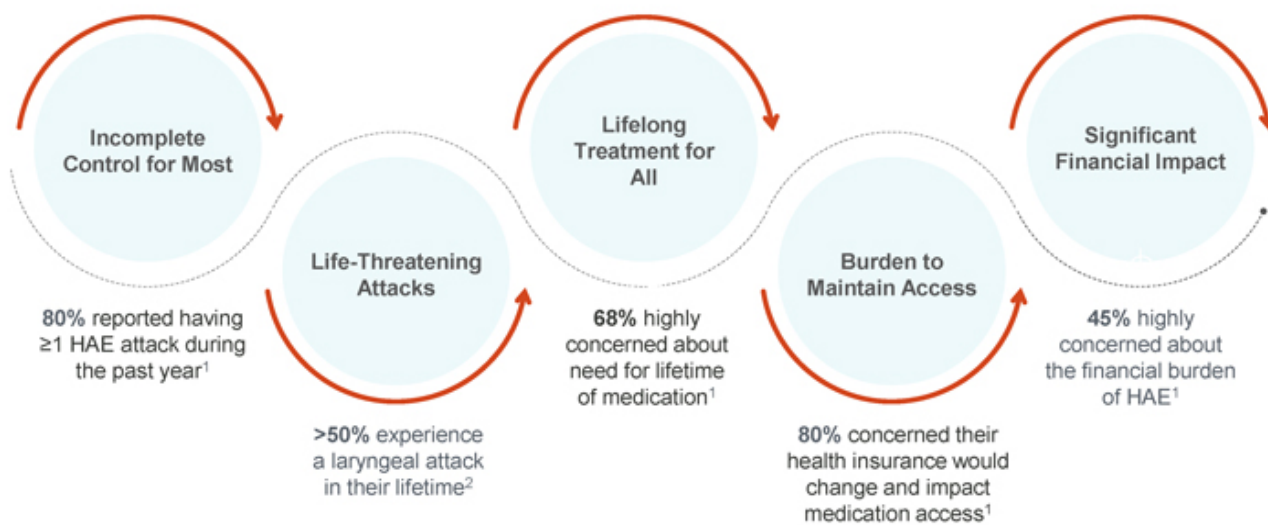 Incomplete
Control for Most
80% reported having
≥1 HAE attack during
the past year¹
Life-Threatening
Attacks
>50% experience
a laryngeal attack
in their lifetime²
Lifelong
Treatment for
All
68% highly
concerned about
need for lifetime
of medication¹
Burden to
Maintain Access
80% concerned their
health insurance would
change and impact
medication access¹
Significant
Financial Impact
45% highly
concerned about
the financial burden
of HAE¹